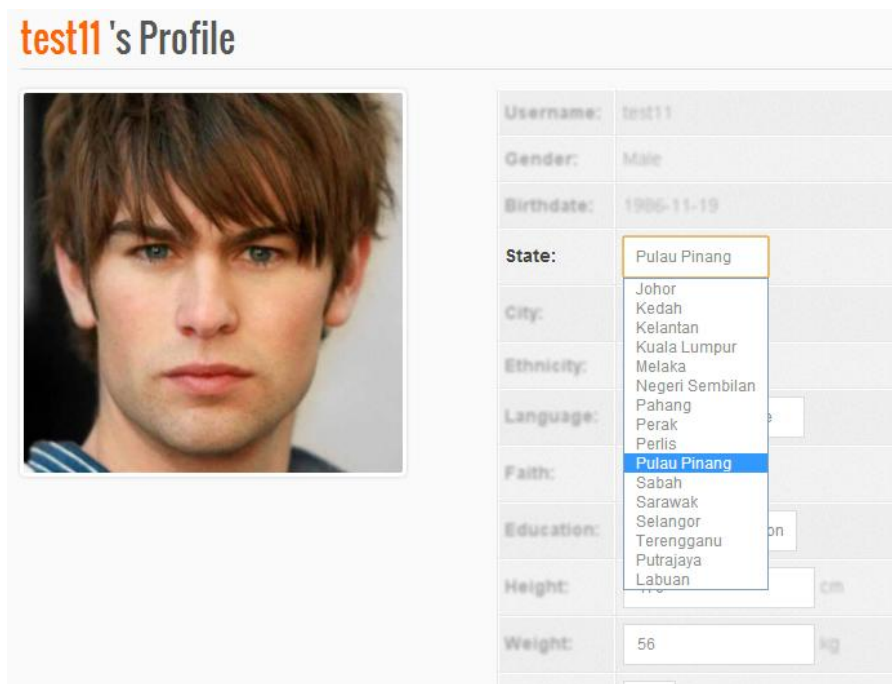 test11 's Profile
Username: test11
Gender: Male
Birthdate: 1986-11-19
State: Pulau Pinang
Johor
Kedah
City:
Kelantan
Kuala Lumpur
Ethnicity:
Melaka
Negeri Sembilan
Pahang
Language:
Perak
Perlis
Pulau Pinang
Faith:
Sabah
Sarawak
Selangor
Education:
on
Terengganu
Putrajaya
Labuan
Height: cm
Weight: 56 kg